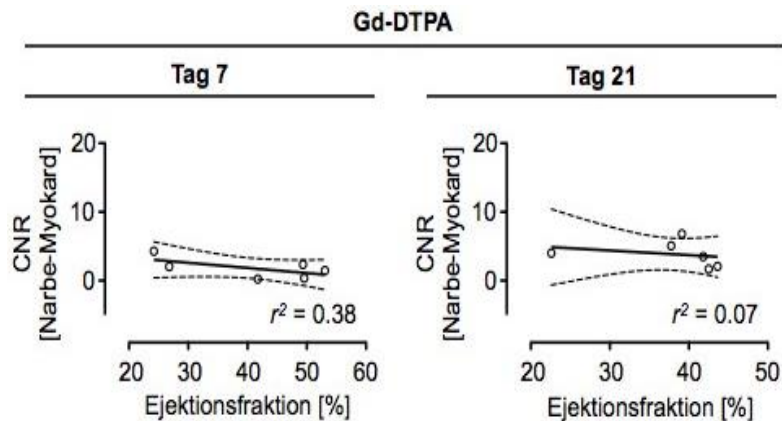 Gd-DTPA
Tag 7
Tag 21
CNR
[Narbe-Myokard]
20
10
0
r² = 0.38
20 30 40 50 60
Ejektionsfraktion [%]
CNR
[Narbe-Myokard]
20
10
0
r² = 0.07
20 30 40 50
Ejektionsfraktion [%]